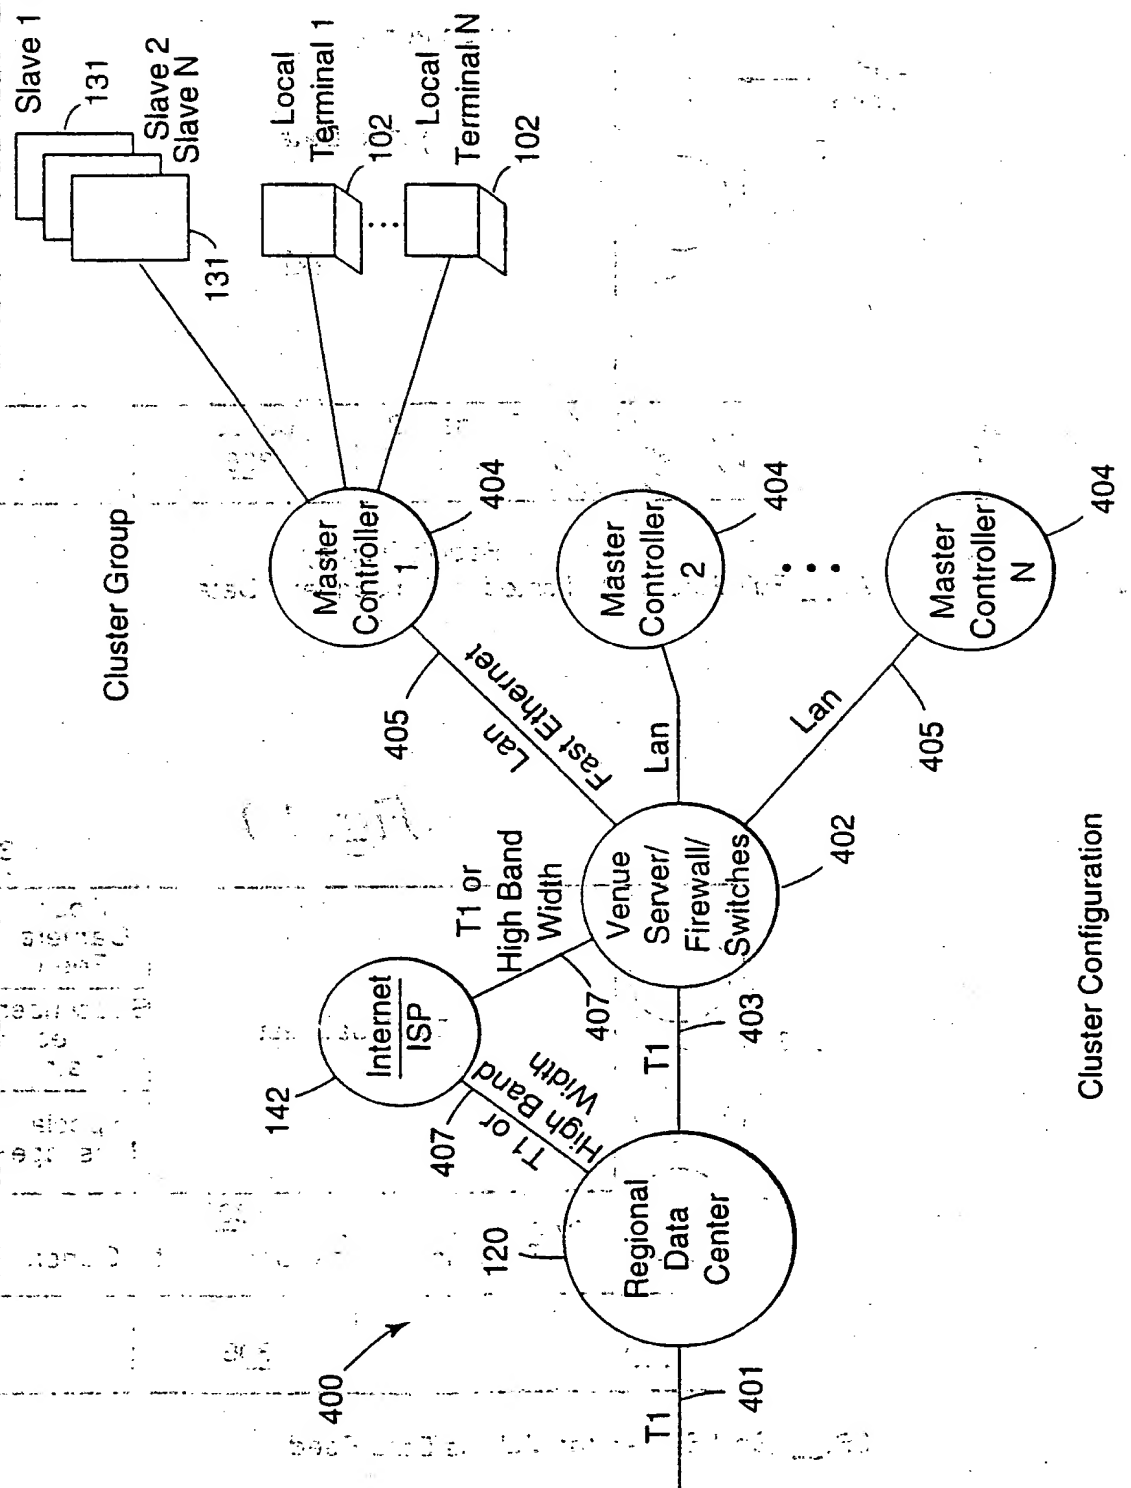 Cluster Group
Slave 1
131
Slave 2
Slave N
131
Local
Terminal 1
102
Local
Terminal N
102
Master
Controller
1
404
405
Lan
Fast Ethernet
Master
Controller
2
404
Lan
Master
Controller
N
404
Lan
405
Internet
ISP
142
T1 or
High Band
Width
407
T1 or
High Band
Width
407
Venue
Server/
Firewall/
Switches
402
T1
403
Regional
Data
Center
120
400
T1
401
Cluster Configuration